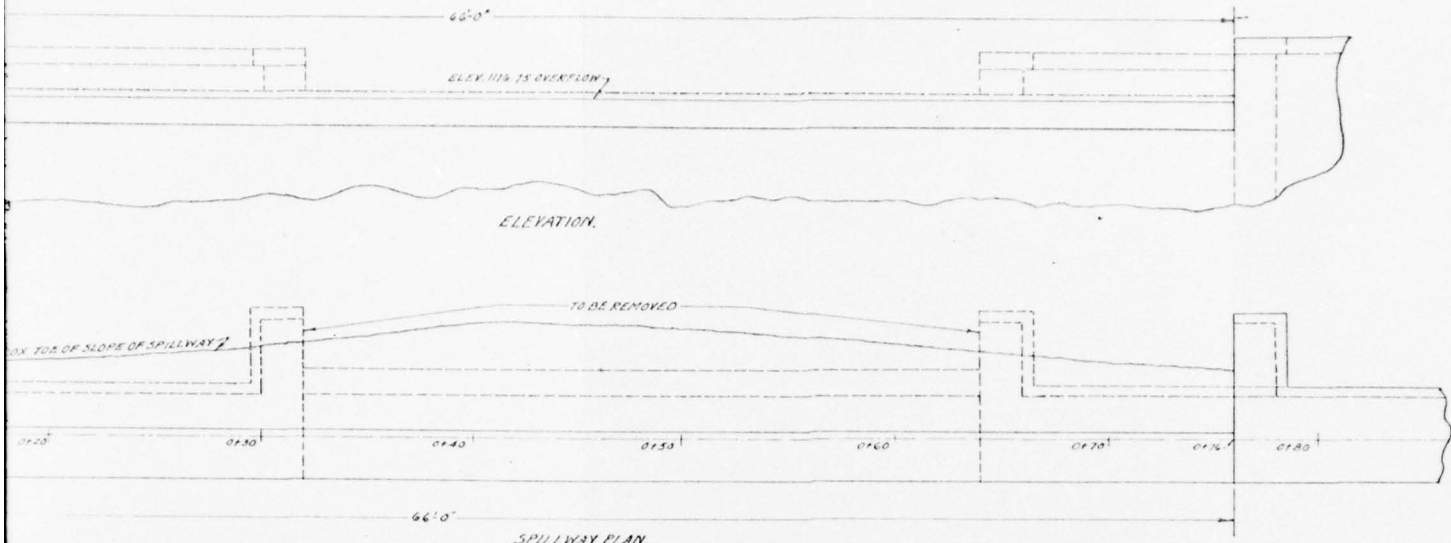 66'-0"
ELEV. 1116.75 OVERFLOW
ELEVATION.
TO BE REMOVED
OX. TOE OF SLOPE OF SPILLWAY
0+20 0+30 0+40 0+50 0+60 0+70 0+76 0+80
66'-0"
SPILLWAY PLAN